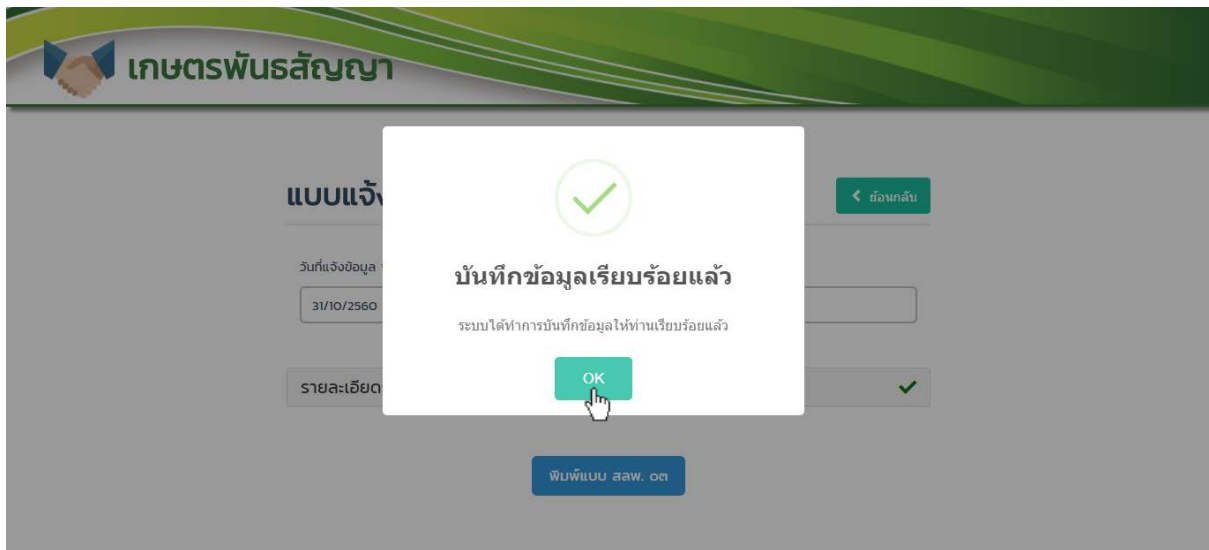 เกษตรพันธสัญญา
แบบแจ้ง
ย้อนกลับ
วันที่แจ้งข้อมูล
31/10/2560
บันทึกข้อมูลเรียบร้อยแล้ว
ระบบได้ทำการบันทึกข้อมูลให้ท่านเรียบร้อยแล้ว
OK
รายละเอียด
พิมพ์แบบ สลพ. ๐๓